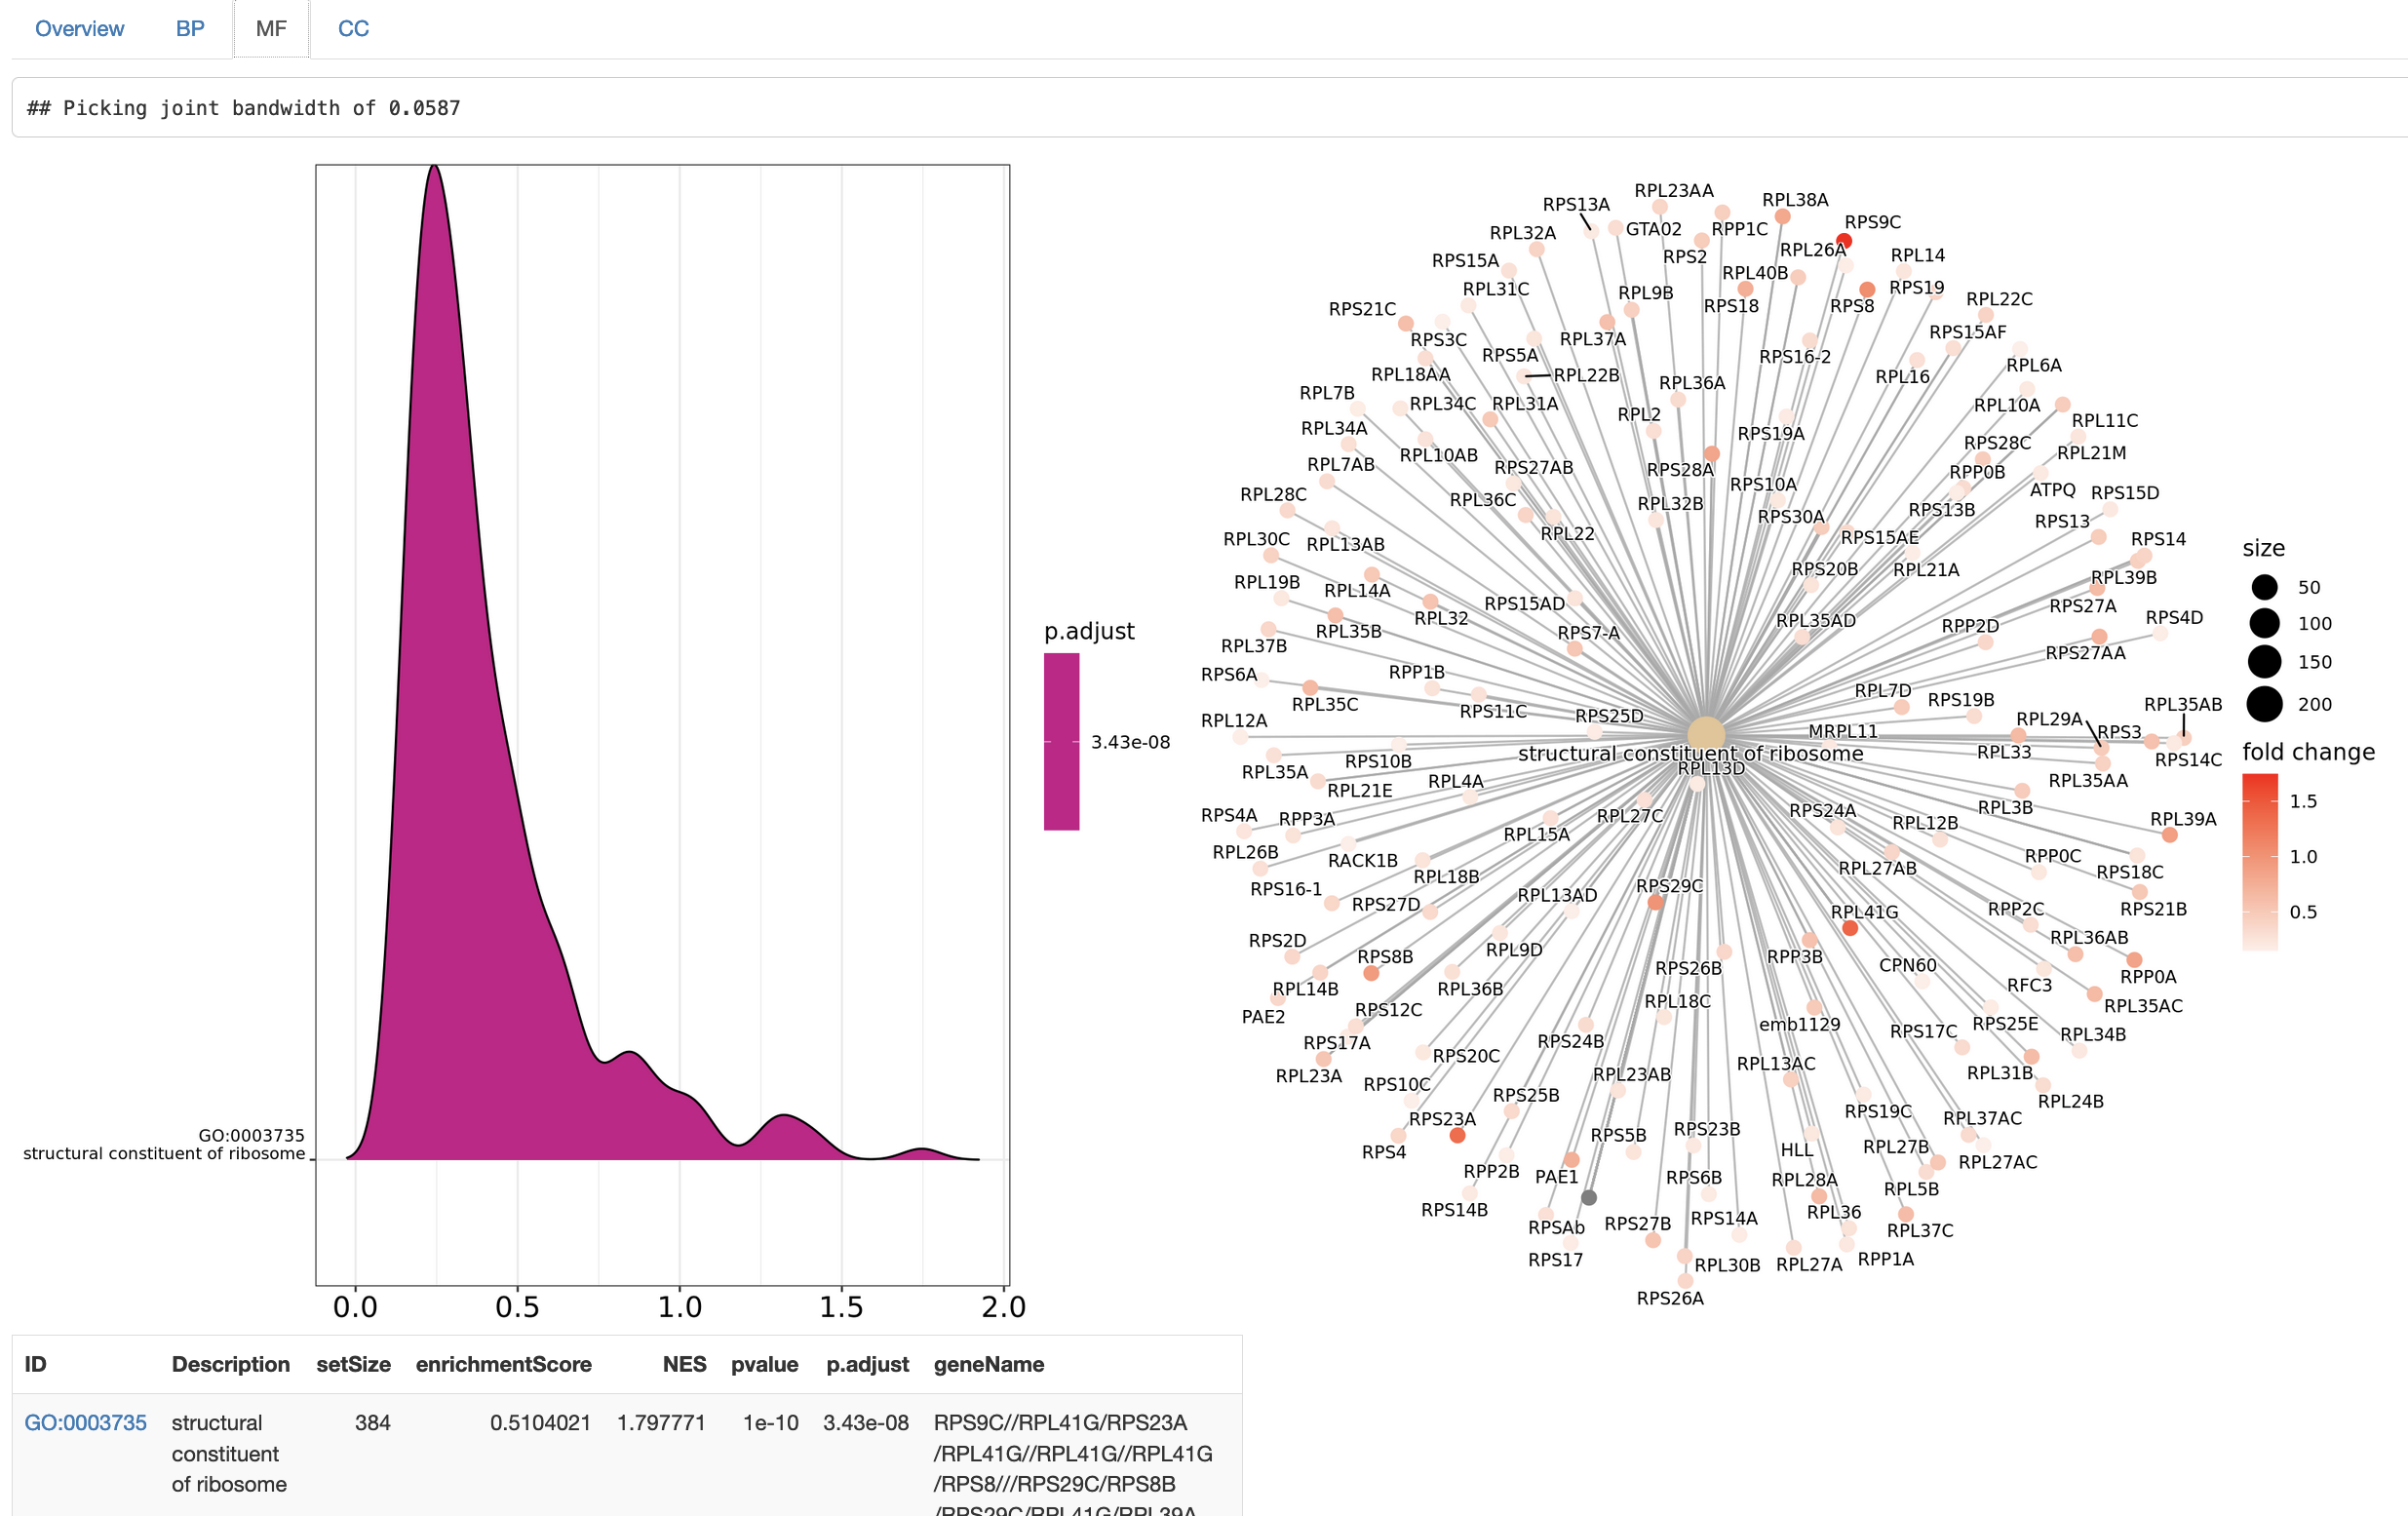 Overview BP MF CC
## Picking joint bandwidth of 0.0587
GO:0003735
structural constituent of ribosome
0.0 0.5 1.0 1.5 2.0
p.adjust
3.43e-08
RPL23AA
RPS13A
RPL38A
GTA02
RPP1C
RPS9C
RPL32A
RPS2
RPL26A
RPL14
RPS15A
RPL40B
RPL31C
RPL9B
RPS18
RPS8
RPS19
RPL22C
RPS21C
RPS3C
RPL37A
RPS15AF
RPS5A
RPS16-2
RPL6A
RPL18AA
RPL22B
RPL36A
RPL16
RPL7B
RPL34C
RPL31A
RPL2
RPL10A
RPL11C
RPL34A
RPS19A
RPL10AB
RPS28C
RPL21M
RPL7AB
RPS27AB
RPS28A
RPP0B
RPS10A
ATPQ
RPS15D
RPL28C
RPL36C
RPL32B
RPS30A
RPS13B
RPS13
RPL30C
RPL13AB
RPL22
RPS15AE
RPS14
RPS20B
RPL21A
RPL39B
RPL19B
RPL14A
RPS15AD
RPS27A
RPL35B
RPL32
RPL35AD
RPP2D
RPS4D
RPL37B
RPS7-A
RPS27AA
RPS6A
RPP1B
RPL7D
RPS19B
RPL35C
RPS11C
RPS25D
RPL35AB
RPL12A
MRPL11
RPL29A
RPS3
structural constituent of ribosome
RPL33
RPS14C
RPL35A
RPS10B
RPL13D
RPL35AA
RPL21E
RPL4A
RPS4A
RPP3A
RPL27C
RPS24A
RPL3B
RPL39A
RPL15A
RPL12B
RPL26B
RACK1B
RPP0C
RPS16-1
RPL18B
RPL27AB
RPS18C
RPS27D
RPL13AD
RPS29C
RPL41G
RPP2C
RPS21B
RPS2D
RPS8B
RPL9D
RPL36AB
RPL14B
RPL36B
RPS26B
RPP3B
CPN60
RPP0A
PAE2
RPS12C
RPL18C
RFC3
RPL35AC
RPS17A
RPS24B
emb1129
RPS17C
RPS25E
RPL34B
RPL23A
RPS20C
RPL23AB
RPL13AC
RPL31B
RPS10C
RPS25B
RPS19C
RPL24B
RPS4
RPS23A
RPS5B
RPS23B
RPL37AC
RPP2B
PAE1
HLL
RPL27B
RPL27AC
RPS14B
RPS6B
RPL28A
RPL5B
RPSAb
RPS27B
RPS14A
RPL36
RPL37C
RPS17
RPL30B
RPL27A
RPP1A
RPS26A
size
50
100
150
200
fold change
1.5
1.0
0.5
ID Description setSize enrichmentScore NES pvalue p.adjust geneName
GO:0003735 structural 384 0.5104021 1.797771 1e-10 3.43e-08 RPS9C//RPL41G/RPS23A
constituent /RPL41G//RPL41G//RPL41G
of ribosome /RPS8///RPS29C/RPS8B
/RPS29C/RPL41G/RPL39A